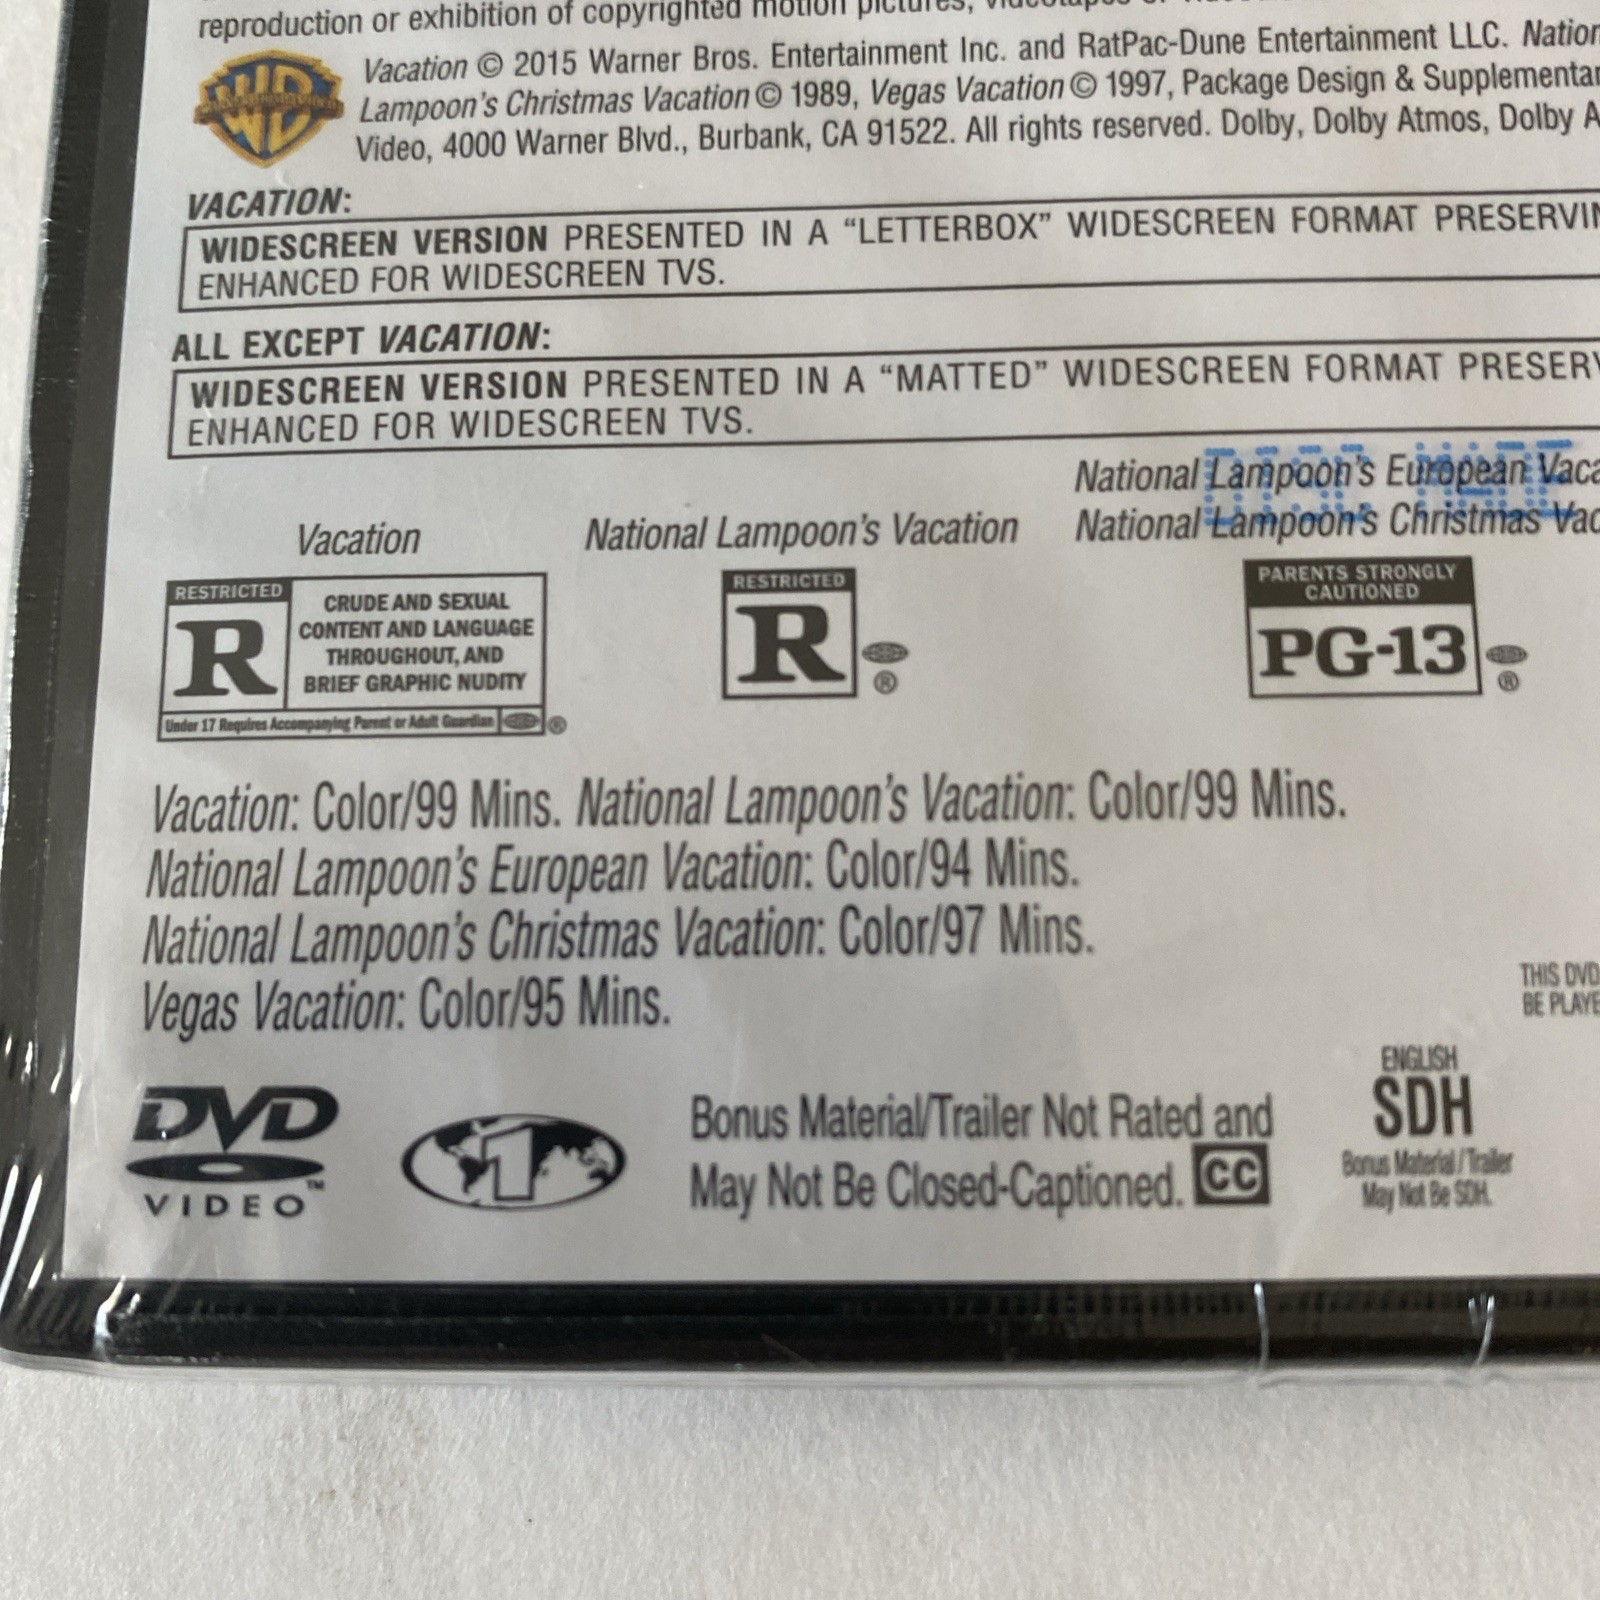 reproduction or exhibition of copyrighted motion pictures,
Vacation © 2015 Warner Bros. Entertainment Inc. and RatPac-Dune Entertainment LLC. Nation
Lampoon's Christmas Vacation © 1989, Vegas Vacation © 1997, Package Design & Supplementar
Video, 4000 Warner Blvd., Burbank, CA 91522. All rights reserved. Dolby, Dolby Atmos, Dolby A
WB
VACATION:
WIDESCREEN VERSION PRESENTED IN A “LETTERBOX” WIDESCREEN FORMAT PRESERVIN
ENHANCED FOR WIDESCREEN TVS.
ALL EXCEPT VACATION:
WIDESCREEN VERSION PRESENTED IN A “MATTED” WIDESCREEN FORMAT PRESERV
ENHANCED FOR WIDESCREEN TVS.
DISC MADE
National Lampoon's European Vaca
National Lampoon's Christmas Vac
Vacation
National Lampoon's Vacation
RESTRICTED
R
CRUDE AND SEXUAL
CONTENT AND LANGUAGE
THROUGHOUT, AND
BRIEF GRAPHIC NUDITY
Under 17 Requires Accompanying Parent or Adult Guardian
®
RESTRICTED
R
®
PARENTS STRONGLY
CAUTIONED
PG-13
®
Vacation: Color/99 Mins. National Lampoon's Vacation: Color/99 Mins.
National Lampoon's European Vacation: Color/94 Mins.
National Lampoon's Christmas Vacation: Color/97 Mins.
Vegas Vacation: Color/95 Mins.
THIS DVD
BE PLAYE
DVD
VIDEO™
1
Bonus Material/Trailer Not Rated and
May Not Be Closed-Captioned. CC
ENGLISH
SDH
Bonus Material/Trailer
May Not Be SDH.